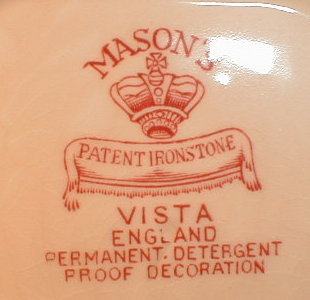 MASON'S
PATENT IRONSTONE
VISTA
ENGLAND
PERMANENT. DETERGENT
PROOF DECORATION